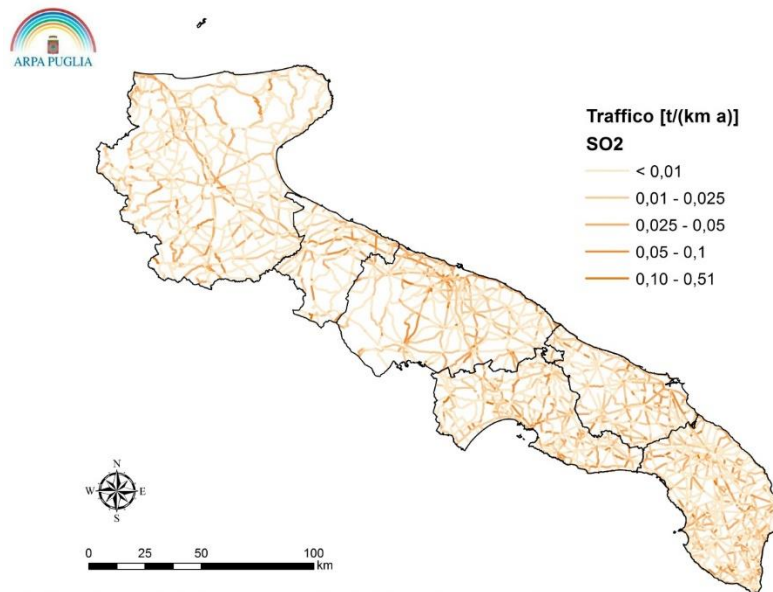 ARPA PUGLIA
Traffico [t/(km a)]
SO2
< 0,01
0,01 - 0,025
0,025 - 0,05
0,05 - 0,1
0,10 - 0,51
N
W E
S
0 25 50 100
km